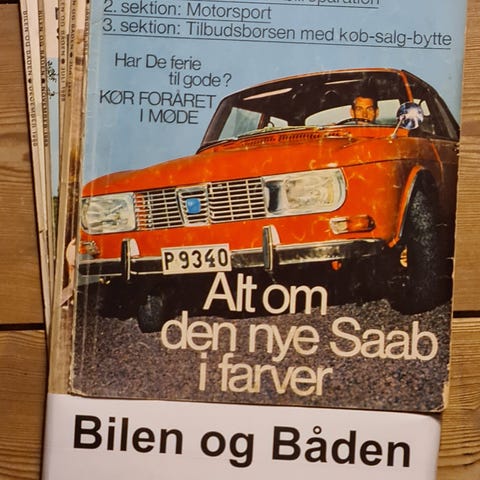 2. sektion: Motorsport
3. sektion: Tilbudsborsen med køb-salg-bytte
Har De ferie
til gode?
KØR FORÅRET
I MØDE
P 9340
Alt om
den nye Saab
i farver
Bilen og Båden